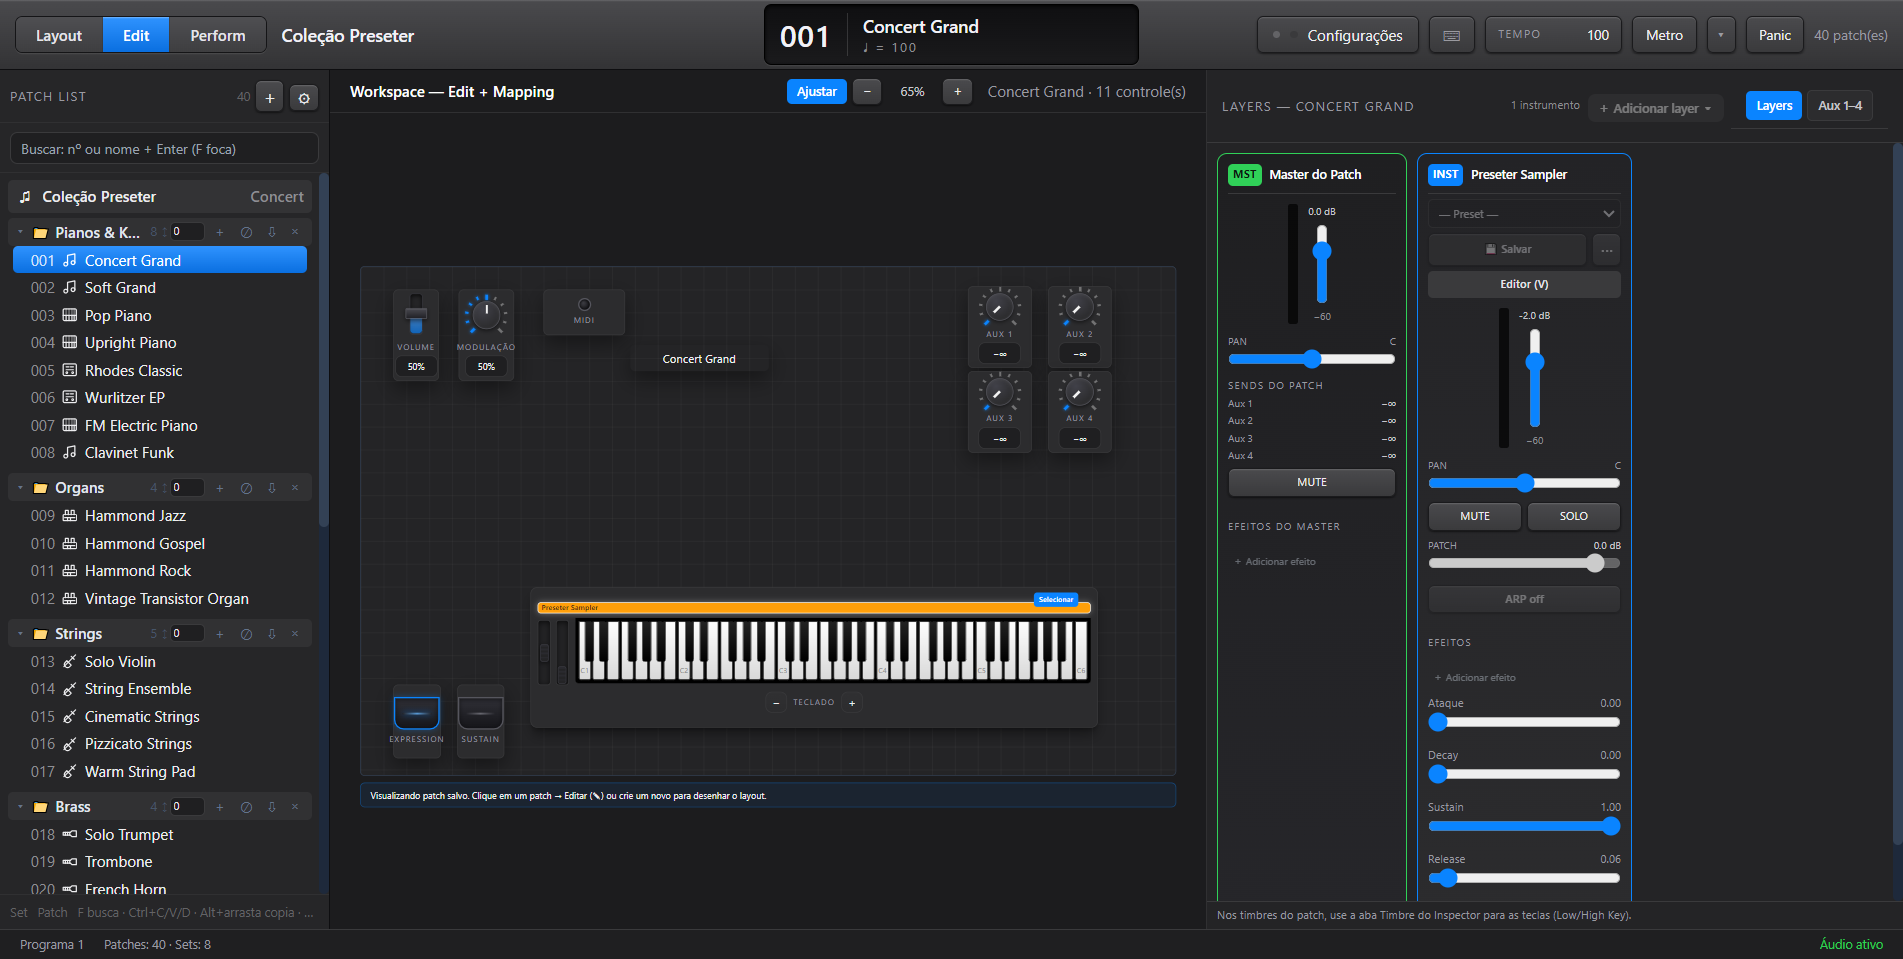 Layout Edit Perform Coleção Preseter
001 Concert Grand
♩ = 100
Configurações TEMPO 100 Metro Panic 40 patch(es)
PATCH LIST 40 +
Buscar: nº ou nome + Enter (F foca)
Coleção Preseter Concert
Pianos & K... 8 0 + ×
001 Concert Grand
002 Soft Grand
003 Pop Piano
004 Upright Piano
005 Rhodes Classic
006 Wurlitzer EP
007 FM Electric Piano
008 Clavinet Funk
Organs 4 0 + ×
009 Hammond Jazz
010 Hammond Gospel
011 Hammond Rock
012 Vintage Transistor Organ
Strings 5 0 + ×
013 Solo Violin
014 String Ensemble
015 Cinematic Strings
016 Pizzicato Strings
017 Warm String Pad
Brass 4 0 + ×
018 Solo Trumpet
019 Trombone
020 French Horn
Set Patch F busca · Ctrl+C/V/D · Alt+arrasta copia · ...
Workspace — Edit + Mapping Ajustar − 65% + Concert Grand · 11 controle(s)
VOLUME
50%
MODULAÇÃO
50%
MIDI
Concert Grand
AUX 1
−∞
AUX 2
−∞
AUX 3
−∞
AUX 4
−∞
Preseter Sampler Selecionar
C1 C2 C3 C4 C5 C6
− TECLADO +
EXPRESSION SUSTAIN
Visualizando patch salvo. Clique em um patch → Editar (✎) ou crie um novo para desenhar o layout.
LAYERS — CONCERT GRAND 1 instrumento + Adicionar layer Layers Aux 1–4
MST Master do Patch
0.0 dB
−60
PAN C
SENDS DO PATCH
Aux 1 −∞
Aux 2 −∞
Aux 3 −∞
Aux 4 −∞
MUTE
EFEITOS DO MASTER
+ Adicionar efeito
INST Preseter Sampler
— Preset —
Salvar ...
Editor (V)
-2.0 dB
−60
PAN C
MUTE SOLO
PATCH 0.0 dB
ARP off
EFEITOS
+ Adicionar efeito
Ataque 0.00
Decay 0.00
Sustain 1.00
Release 0.06
Nos timbres do patch, use a aba Timbre do Inspector para as teclas (Low/High Key).
Programa 1 Patches: 40 · Sets: 8 Áudio ativo